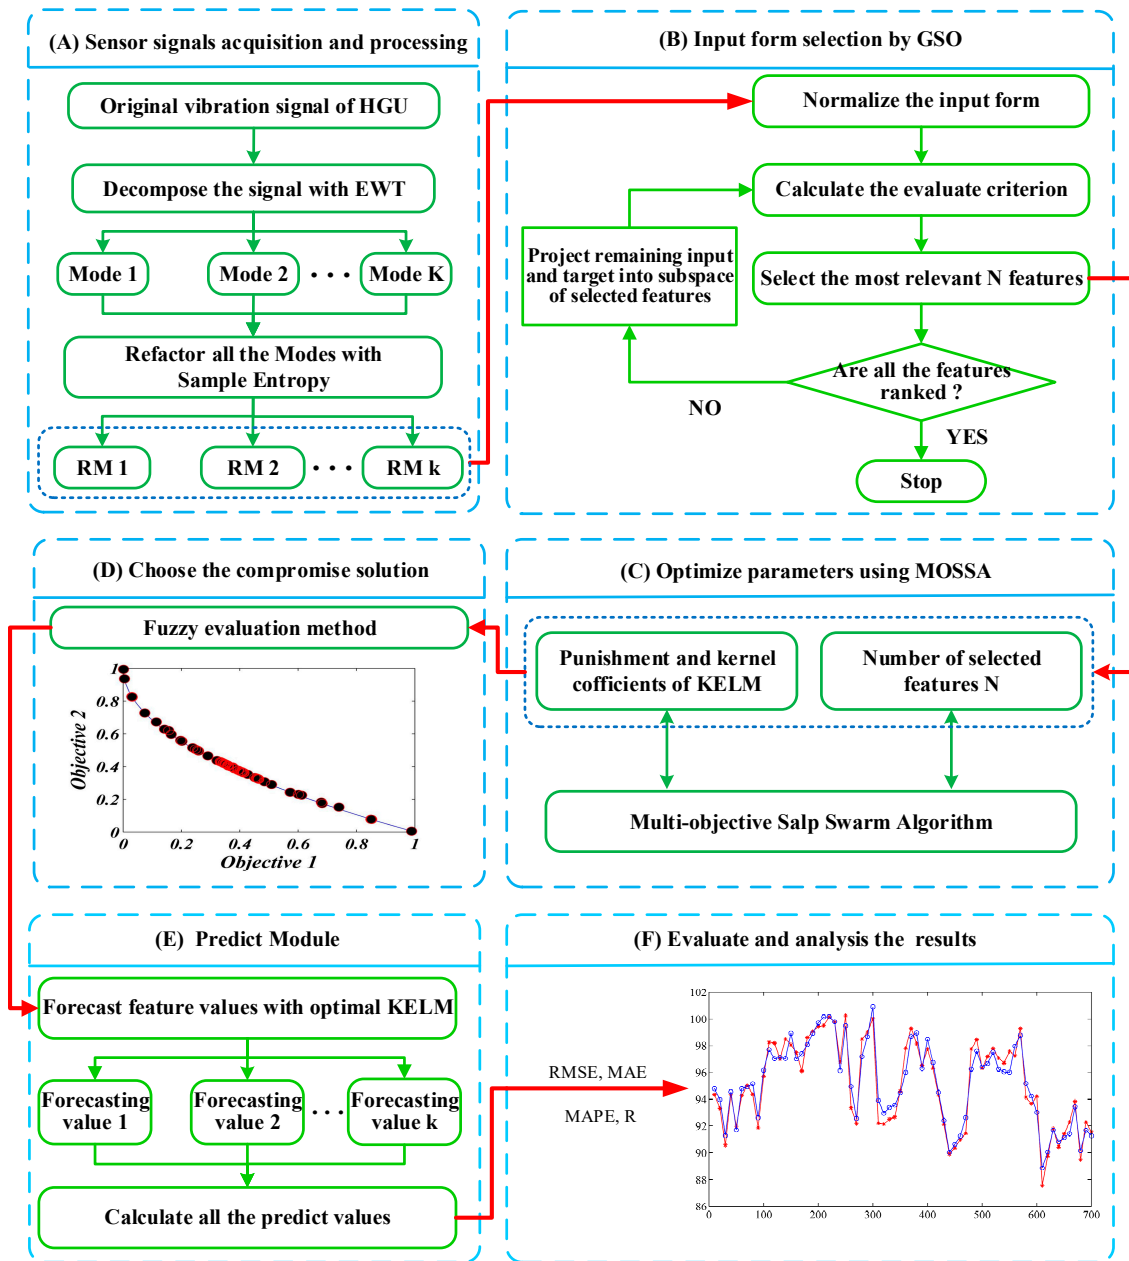 (A) Sensor signals acquisition and processing
Original vibration signal of HGU
Decompose the signal with EWT
Mode 1
Mode 2
• • •
Mode K
Refactor all the Modes with
Sample Entropy
RM 1
RM 2
• • •
RM k
(B) Input form selection by GSO
Normalize the input form
Calculate the evaluate criterion
Project remaining input
and target into subspace
of selected features
Select the most relevant N features
Are all the features
ranked ?
NO
YES
Stop
(D) Choose the compromise solution
Fuzzy evaluation method
1
0.8
0.6
0.4
0.2
0
Objective 2
0 0.2 0.4 0.6 0.8 1
Objective 1
(C) Optimize parameters using MOSSA
Punishment and kernel
cofficients of KELM
Number of selected
features N
Multi-objective Salp Swarm Algorithm
(E) Predict Module
Forecast feature values with optimal KELM
Forecasting
value 1
Forecasting
value 2
• • •
Forecasting
value k
Calculate all the predict values
RMSE, MAE
MAPE, R
(F) Evaluate and analysis the results
102
100
98
96
94
92
90
88
86
0 100 200 300 400 500 600 700